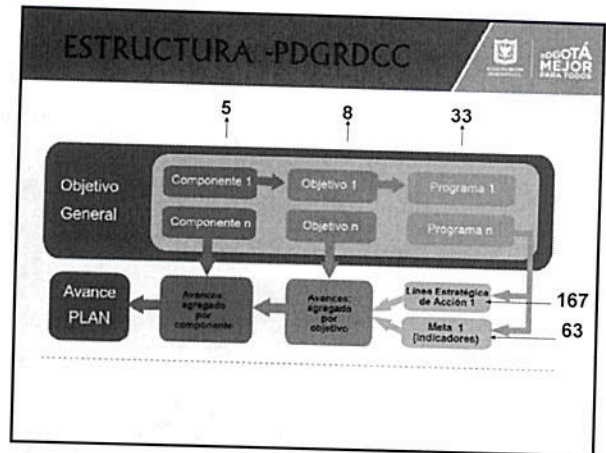 ESTRUCTURA -PDGRDCC
BOGOTÁ
MEJOR
PARA TODOS
5
8
33
Objetivo
General
Componente 1
Objetivo 1
Programa 1
Componente n
Objetivo n
Programa n
Avance
PLAN
Avances
agregado
por
componente
Avances
agregado
por
objetivo
Línea Estratégica
de Acción 1
167
Meta 1
(Indicadores)
63